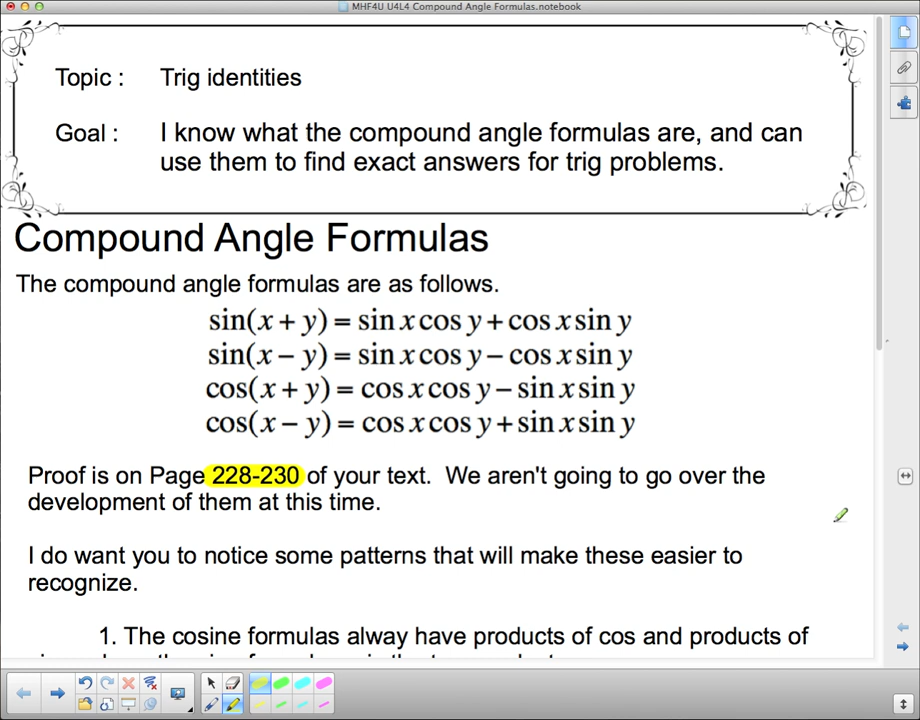 MHF4U U4L4 Compound Angle Formulas.notebook
Topic : Trig identities
Goal : I know what the compound angle formulas are, and can
use them to find exact answers for trig problems.
Compound Angle Formulas
The compound angle formulas are as follows.
sin(x + y) = sin x cos y + cos x sin y
sin(x − y) = sin x cos y − cos x sin y
cos(x + y) = cos x cos y − sin x sin y
cos(x − y) = cos x cos y + sin x sin y
Proof is on Page 228-230 of your text. We aren't going to go over the
development of them at this time.
I do want you to notice some patterns that will make these easier to
recognize.
1. The cosine formulas alway have products of cos and products of